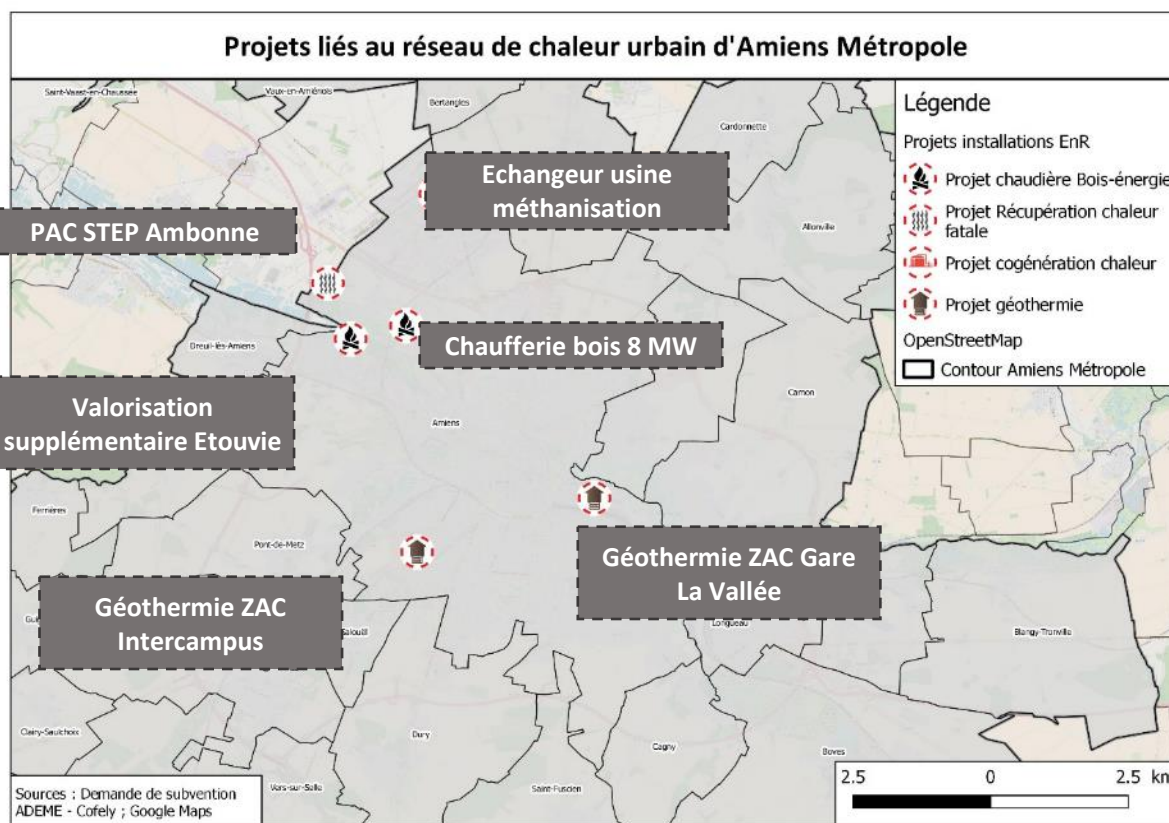 Projets liés au réseau de chaleur urbain d'Amiens Métropole
Saint-Vaast-en-Chaussée
Vaux-en-Amiénois
Bertangles
Cardonnette
Légende
Projets installations EnR
Projet chaudière Bois-énergie
Projet Récupération chaleur
fatale
Projet cogénération chaleur
Projet géothermie
OpenStreetMap
Contour Amiens Métropole
Echangeur usine
méthanisation
PAC STEP Ambonne
Allonville
Chaufferie bois 8 MW
Dreuil-lès-Amiens
Valorisation
supplémentaire Etouvie
Camon
Amiens
Ferrières
Pont-de-Metz
Géothermie ZAC Gare
La Vallée
Géothermie ZAC
Intercampus
Longueau
Blangy-Tronville
Clairy-Saulchoix
Dury
Cagny
Boves
Vers-sur-Selle
Saint-Fuscien
Sources : Demande de subvention
ADEME - Cofely ; Google Maps
2.5 0 2.5 km